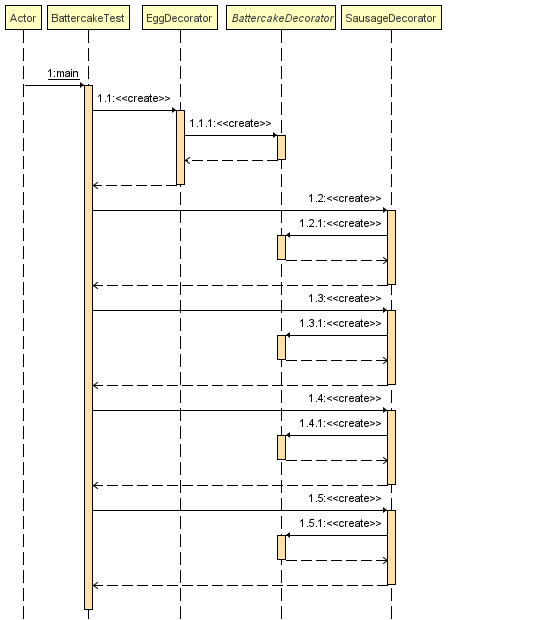 Actor
BattercakeTest
EggDecorator
BattercakeDecorator
SausageDecorator
1:main
1.1:<<create>>
1.1.1:<<create>>
1.2:<<create>>
1.2.1:<<create>>
1.3:<<create>>
1.3.1:<<create>>
1.4:<<create>>
1.4.1:<<create>>
1.5:<<create>>
1.5.1:<<create>>